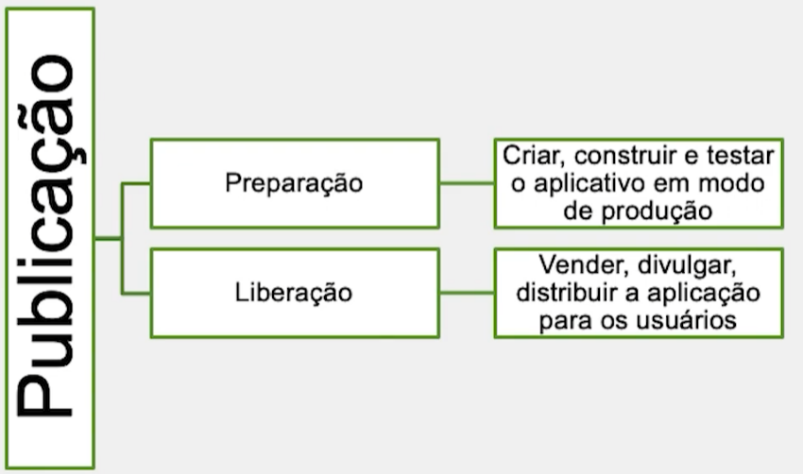 Publicação
Preparação
Criar, construir e testar
o aplicativo em modo
de produção
Liberação
Vender, divulgar,
distribuir a aplicação
para os usuários